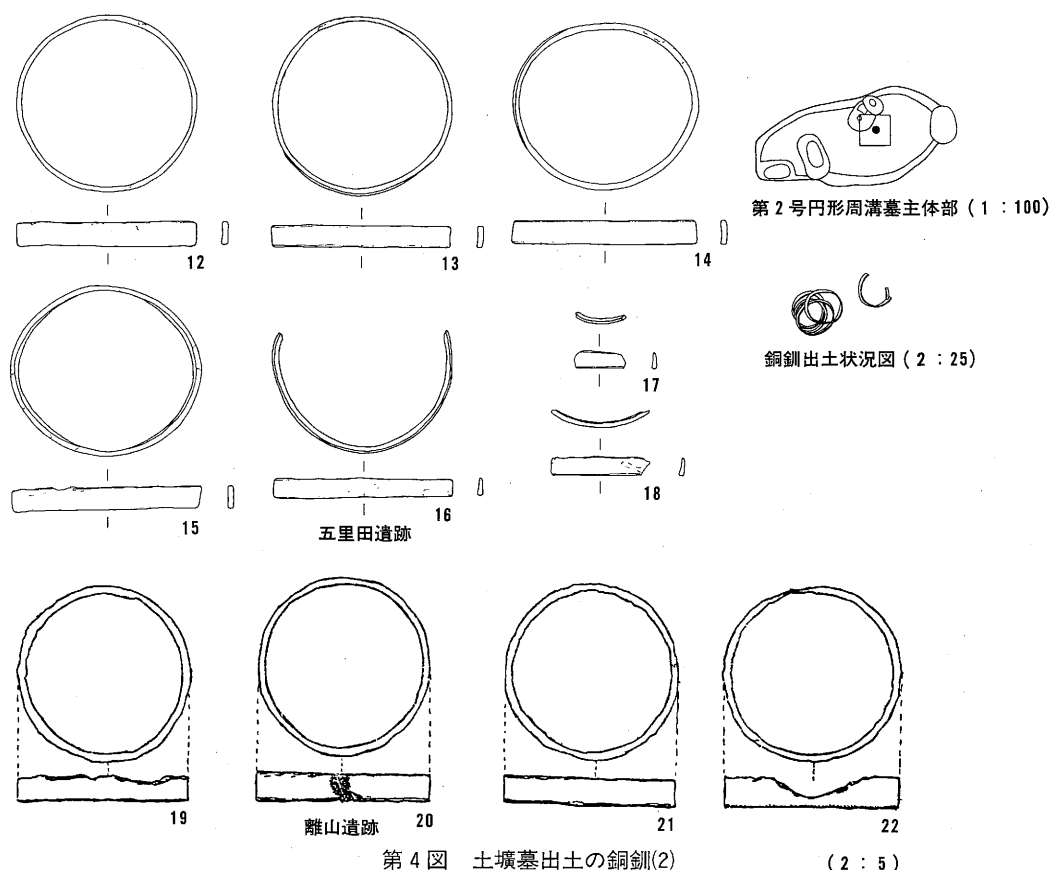 12
13
14
第2号円形周溝墓主体部(1:100)
銅釧出土状況図(2:25)
15
16
17
18
五里田遺跡
19
20
21
22
離山遺跡
第4図 土壙墓出土の銅釧(2)
(2:5)